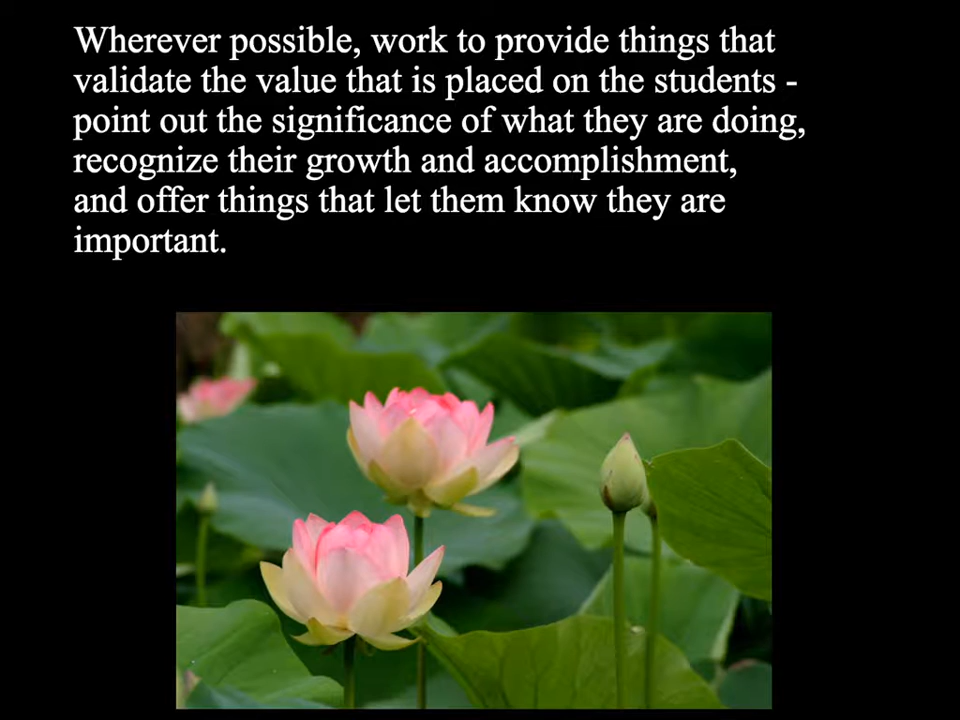 Wherever possible, work to provide things that
validate the value that is placed on the students -
point out the significance of what they are doing,
recognize their growth and accomplishment,
and offer things that let them know they are
important.